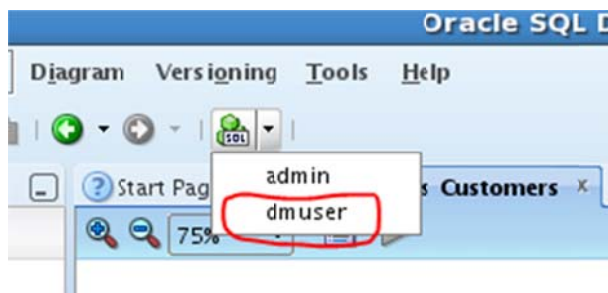 Oracle SQL D
Diagram Versioning Tools Help
SQL
admin
Start Pag
Customers x
dmuser
75%